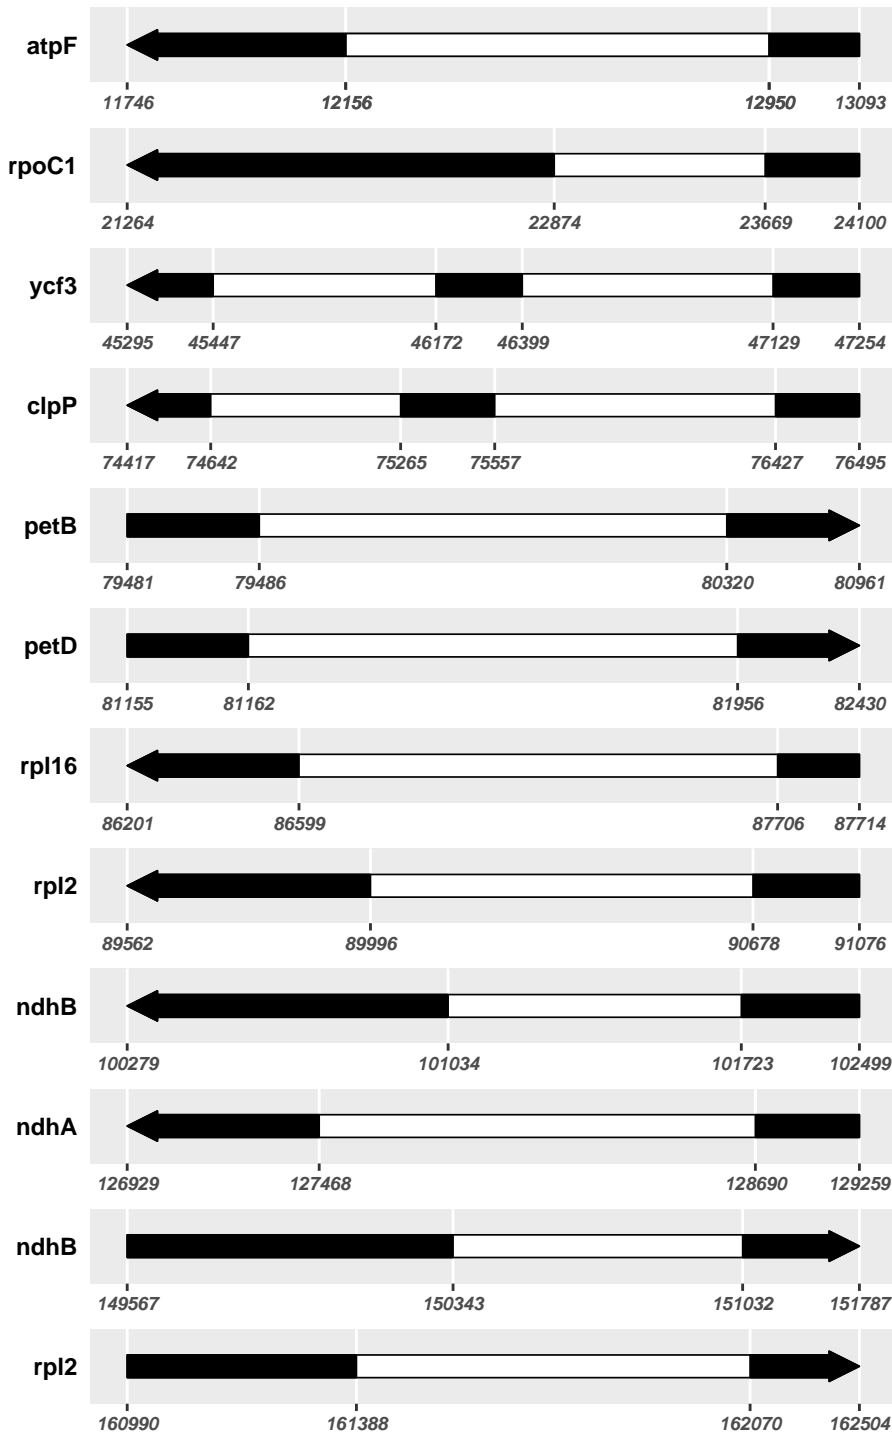 atpF
11746 12156 12950 13093
rpoC1
21264 22874 23669 24100
ycf3
45295 45447 46172 46399 47129 47254
clpP
74417 74642 75265 75557 76427 76495
petB
79481 79486 80320 80961
petD
81155 81162 81956 82430
rpl16
86201 86599 87706 87714
rpl2
89562 89996 90678 91076
ndhB
100279 101034 101723 102499
ndhA
126929 127468 128690 129259
ndhB
149567 150343 151032 151787
rpl2
160990 161388 162070 162504